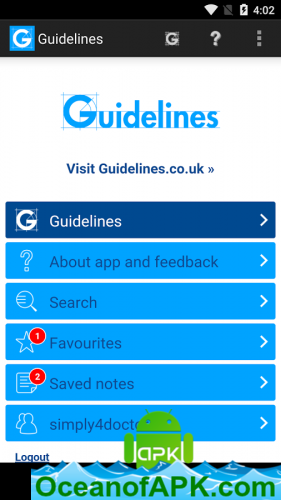 4:02
Guidelines
Guidelines
Visit Guidelines.co.uk »
Guidelines
About app and feedback
Search
1
Favourites
2
Saved notes
simply4docto
Logout
apk
OceanofAPK.com